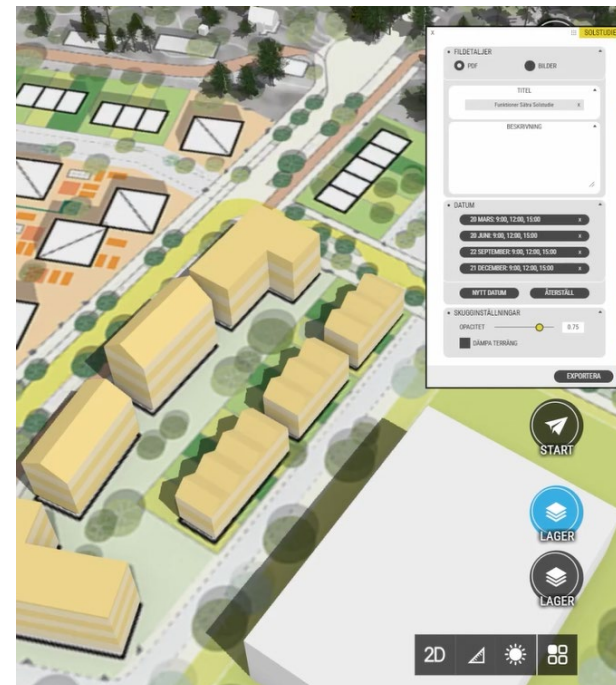 X
SOLSTUDIE
FILDETALJER
PDF BILDER
TITEL
Funktioner Sätra Solstudie X
BESKRIVNING
DATUM
20 MARS: 9:00, 12:00, 15:00 X
20 JUNI: 9:00, 12:00, 15:00 X
22 SEPTEMBER: 9:00, 12:00, 15:00 X
21 DECEMBER: 9:00, 12:00, 15:00 X
NYTT DATUM ÅTERSTÄLL
SKUGGINSTÄLLNINGAR
OPACITET 0.75
DÄMPA TERRÄNG
EXPORTERA
START
LAGER
LAGER
2D